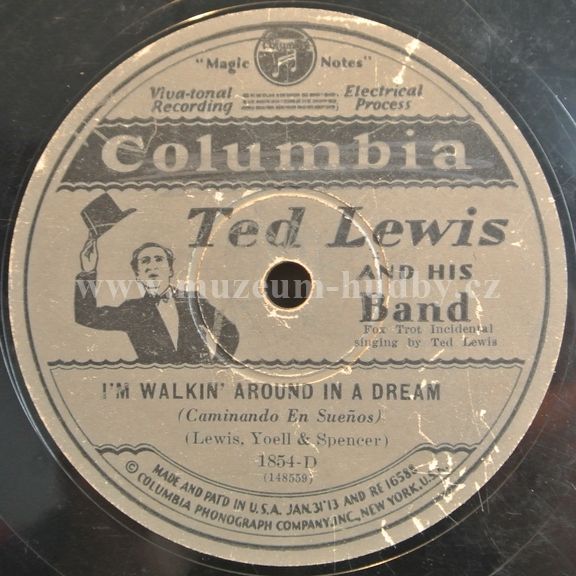 Columbia
"Magic Notes"
Viva-tonal Recording
Electrical Process
Columbia
Ted Lewis
AND HIS
Band
Fox Trot Incidental
singing by Ted Lewis
www.muzeum-hudby.cz
I'M WALKIN' AROUND IN A DREAM
(Caminando En Sueños)
(Lewis, Yoell & Spencer)
1854-D
(148559)
MADE AND PAT'D IN U.S.A. JAN. 31'13 AND RE 16588
© COLUMBIA PHONOGRAPH COMPANY, INC., NEW YORK, U.S.A.